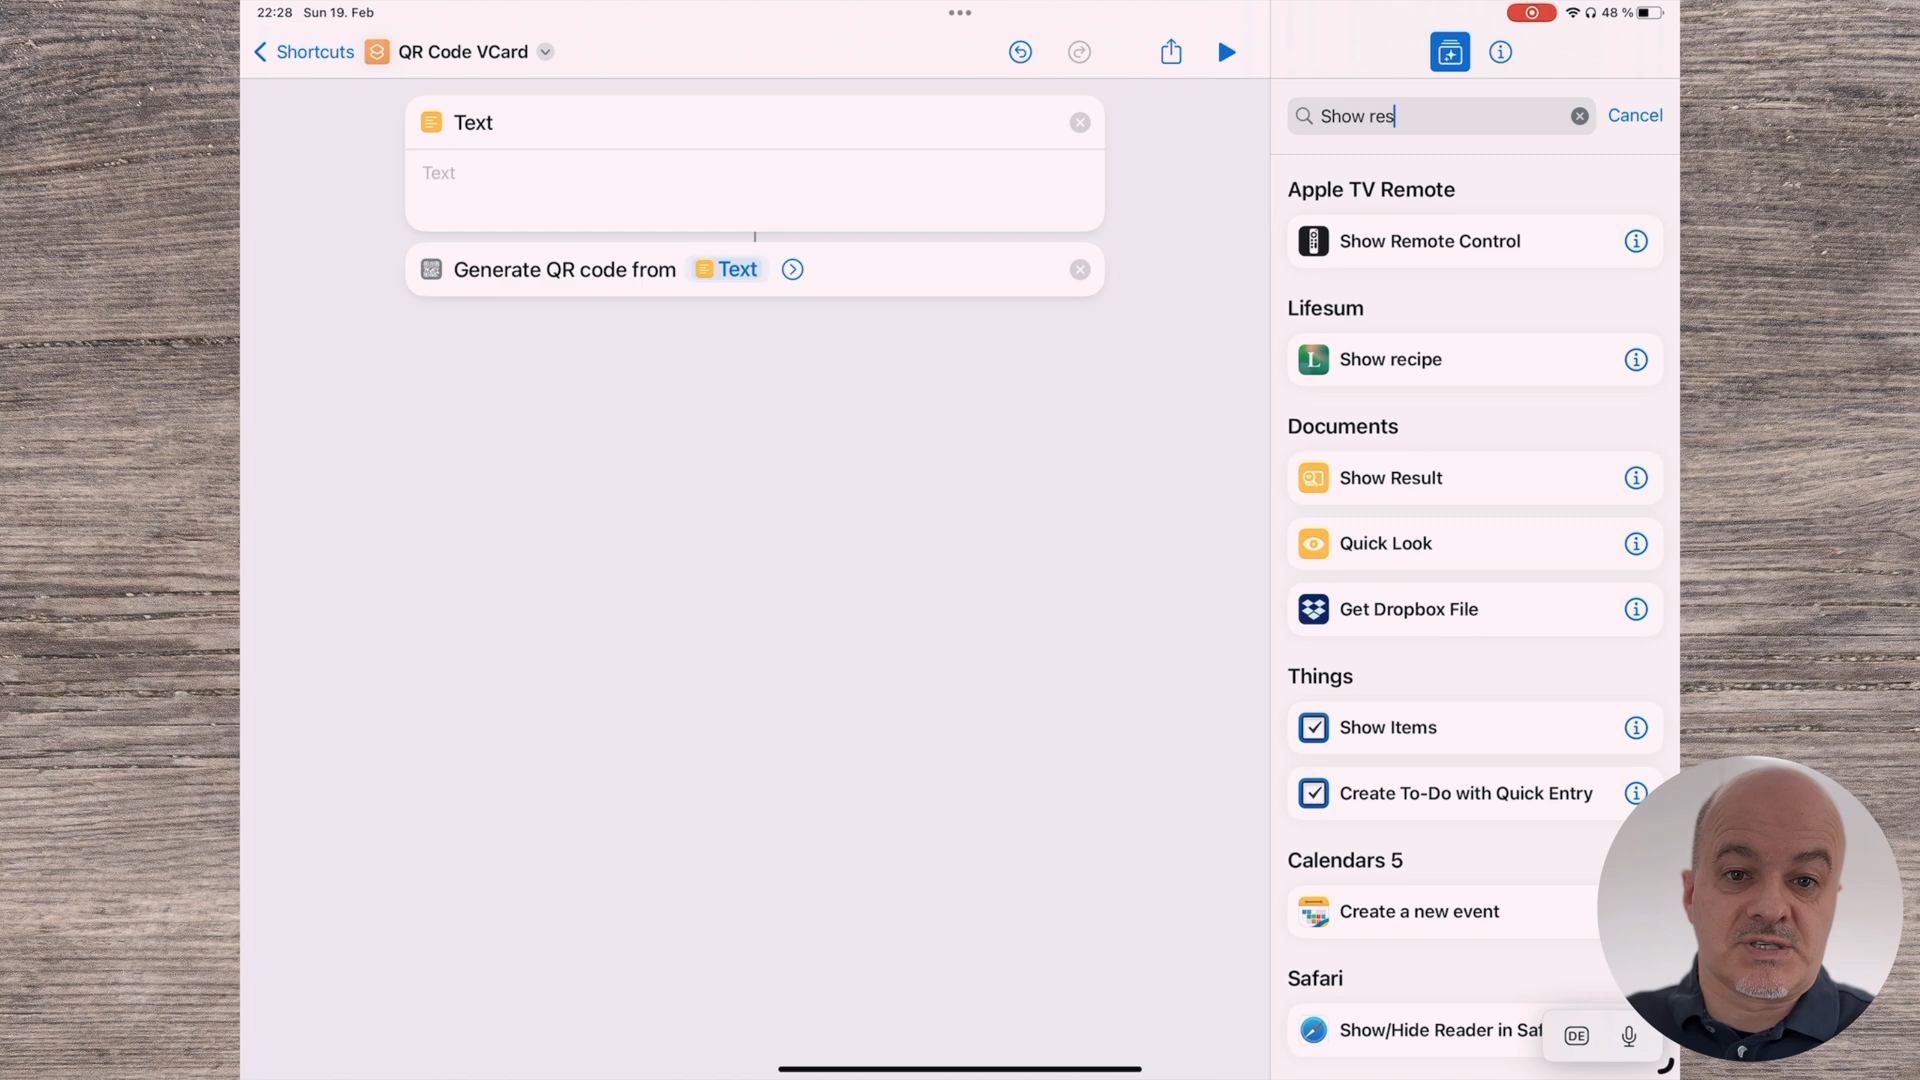 22:28 Sun 19. Feb
48 %
Shortcuts
QR Code VCard
Show res
Cancel
Text
Text
Generate QR code from Text
Apple TV Remote
Show Remote Control
Lifesum
Show recipe
Documents
Show Result
Quick Look
Get Dropbox File
Things
Show Items
Create To-Do with Quick Entry
Calendars 5
Create a new event
Safari
Show/Hide Reader in Saf
DE